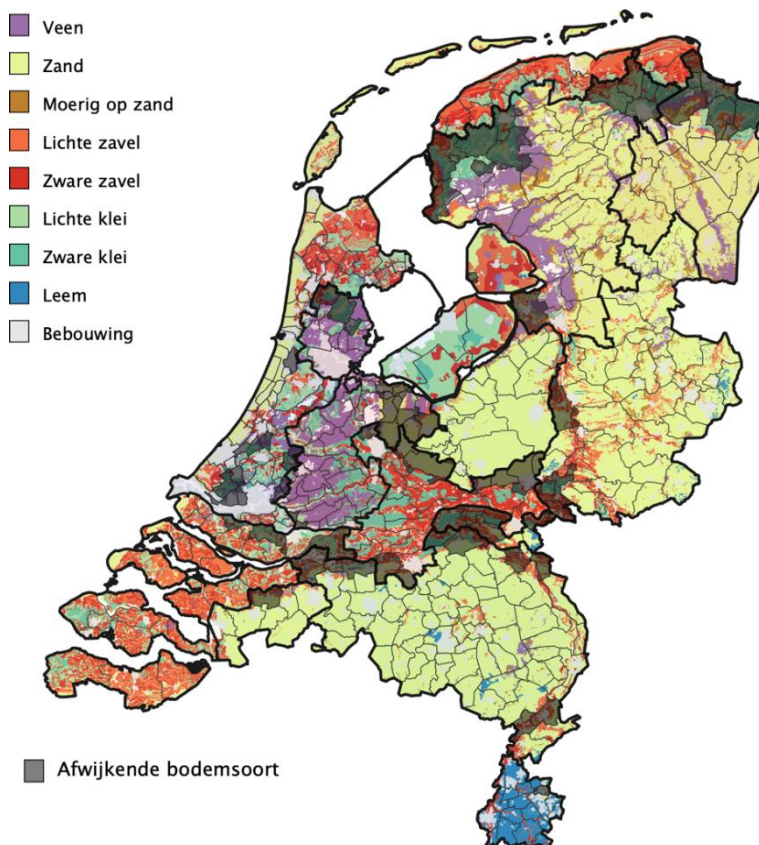 Veen
Zand
Moerig op zand
Lichte zavel
Zware zavel
Lichte klei
Zware klei
Leem
Bebouwing
Afwijkende bodemsoort